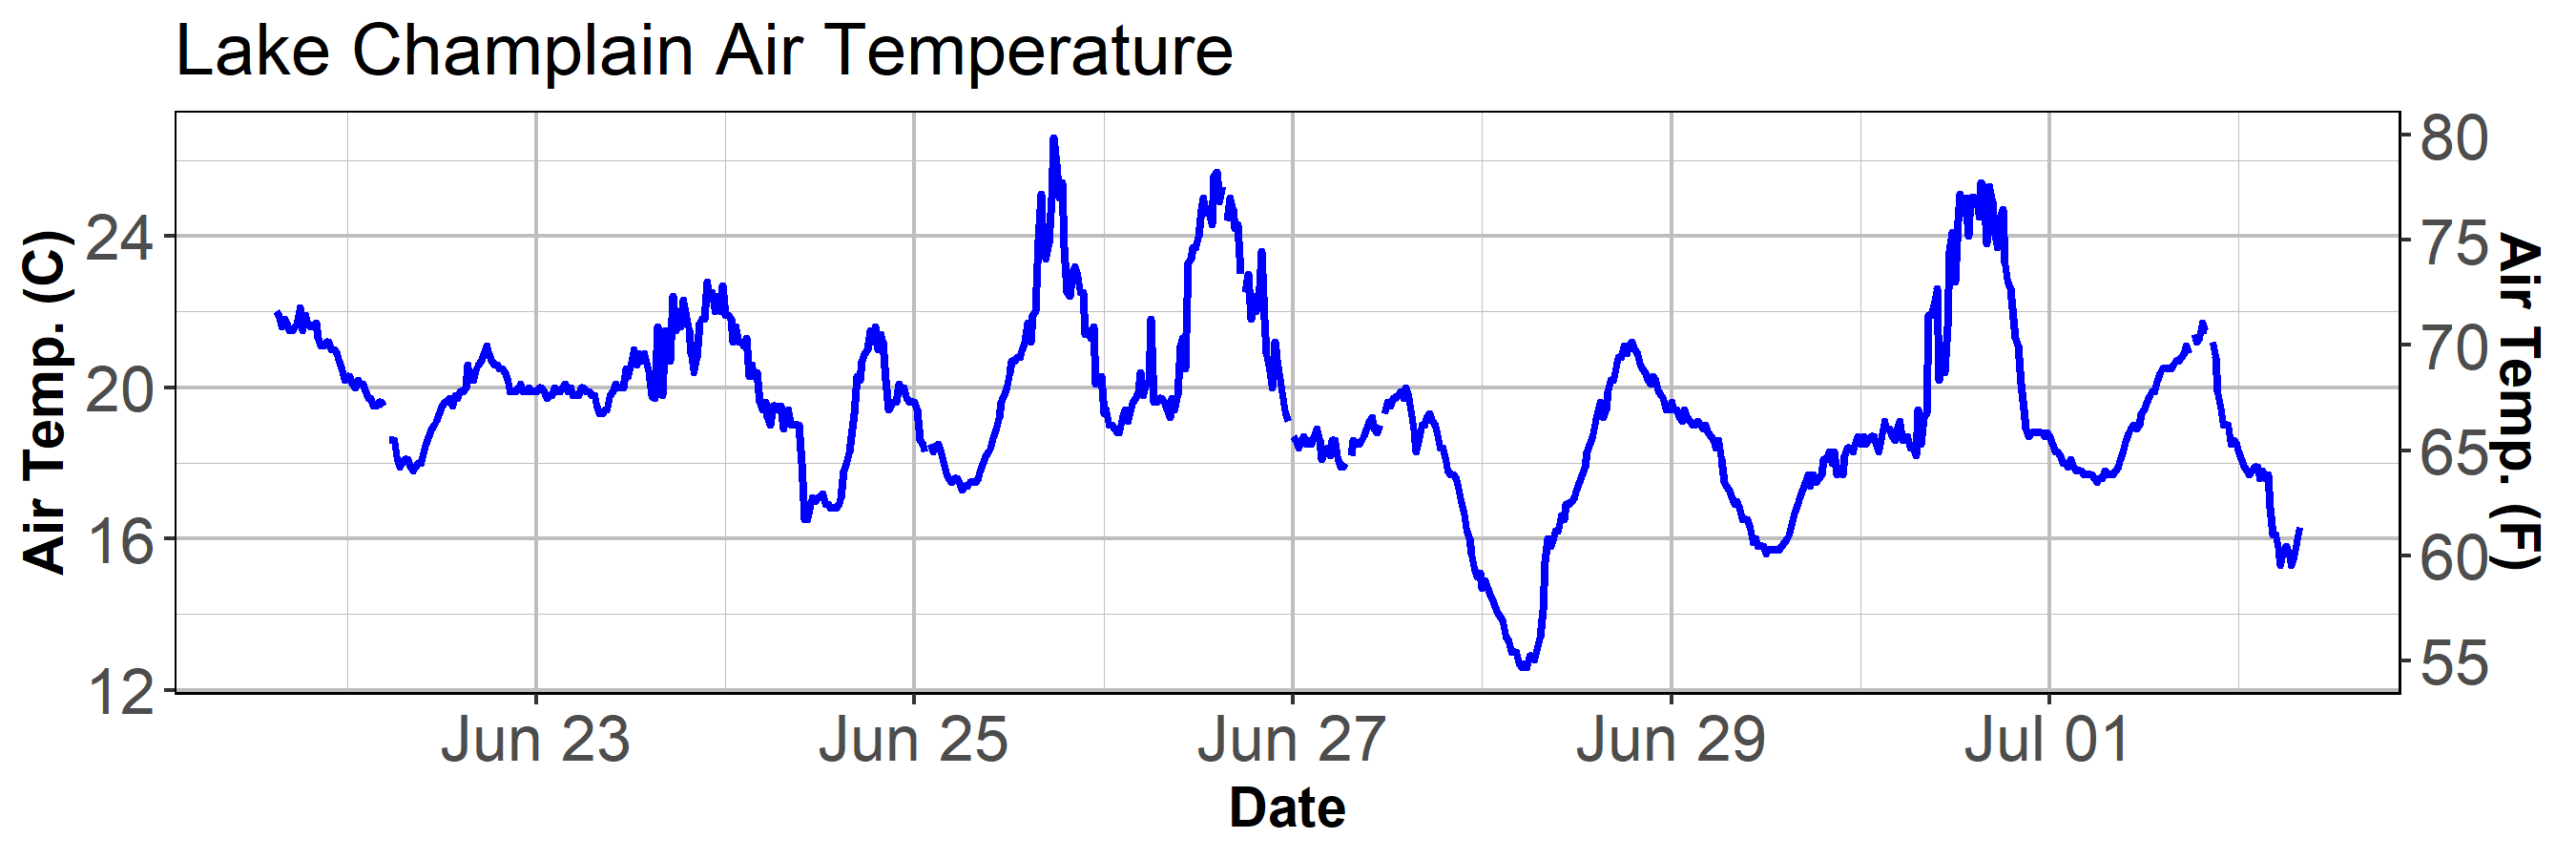 Lake Champlain Air Temperature
Air Temp. (C)
24
20
16
12
80
75
70
65
60
55
Air Temp. (F)
Jun 23
Jun 25
Jun 27
Jun 29
Jul 01
Date